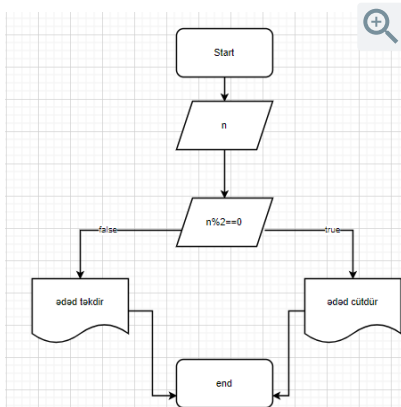 Start
n
n%2==0
false
true
ədəd təkdir
ədəd cütdür
end